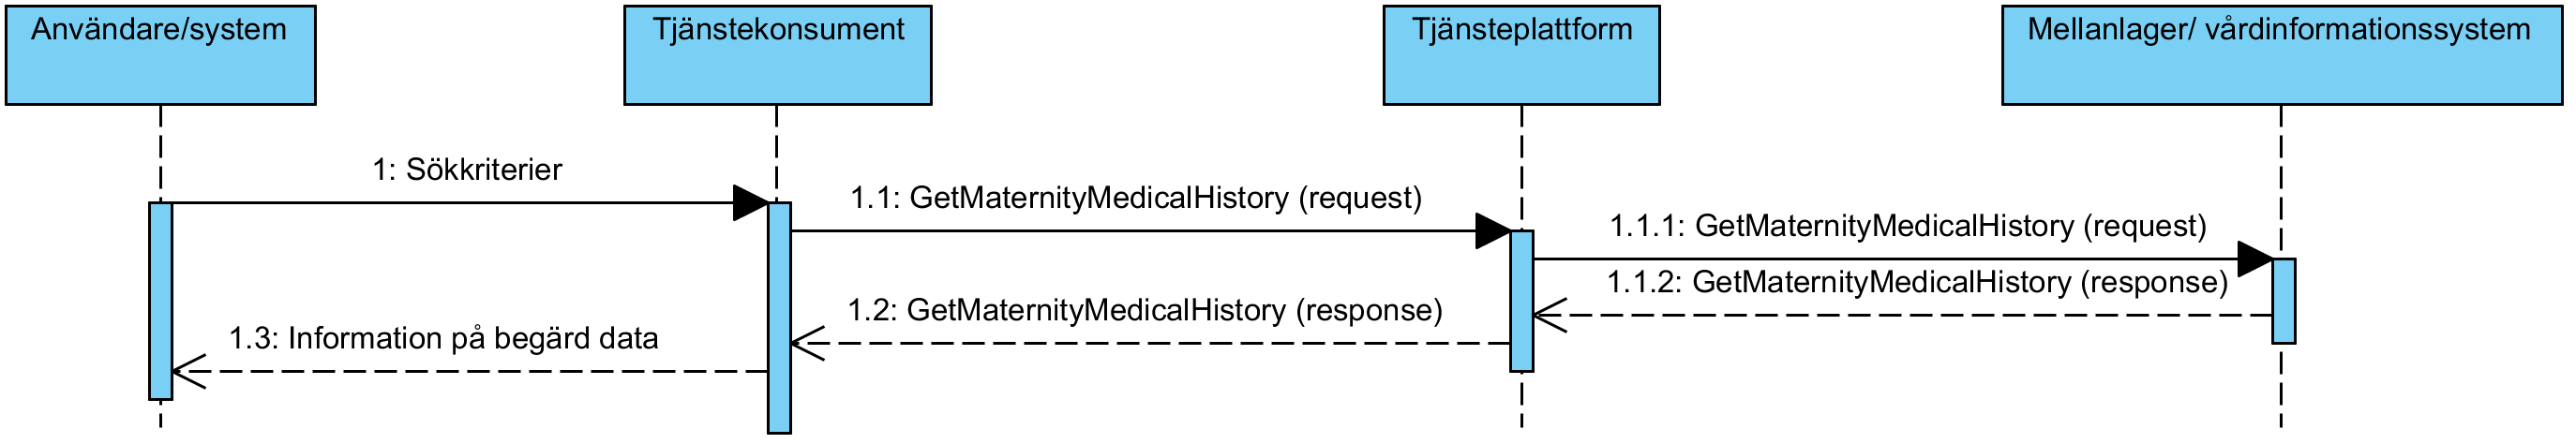 Användare/system
Tjänstekonsument
Tjänsteplattform
Mellanlager/ vårdinformationssystem
1: Sökkriterier
1.1: GetMaternityMedicalHistory (request)
1.1.1: GetMaternityMedicalHistory (request)
1.1.2: GetMaternityMedicalHistory (response)
1.2: GetMaternityMedicalHistory (response)
1.3: Information på begärd data